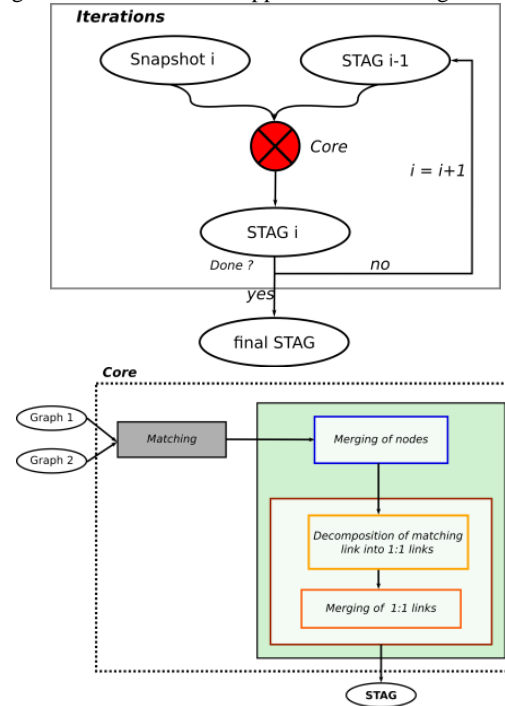 Iterations
Snapshot i
STAG i-1
Core
i = i+1
STAG i
Done ?
no
yes
final STAG
Core
Graph 1
Graph 2
Matching
Merging of nodes
Decomposition of matching
link into 1:1 links
Merging of 1:1 links
STAG